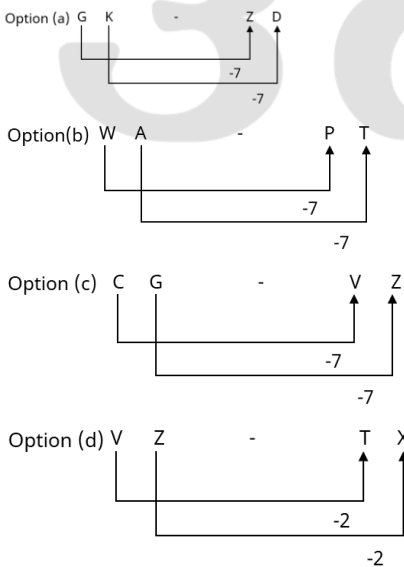 Option (a) G K - Z D
-7
-7
Option(b) W A - P T
-7
-7
Option (c) C G - V Z
-7
-7
Option (d) V Z - T X
-2
-2